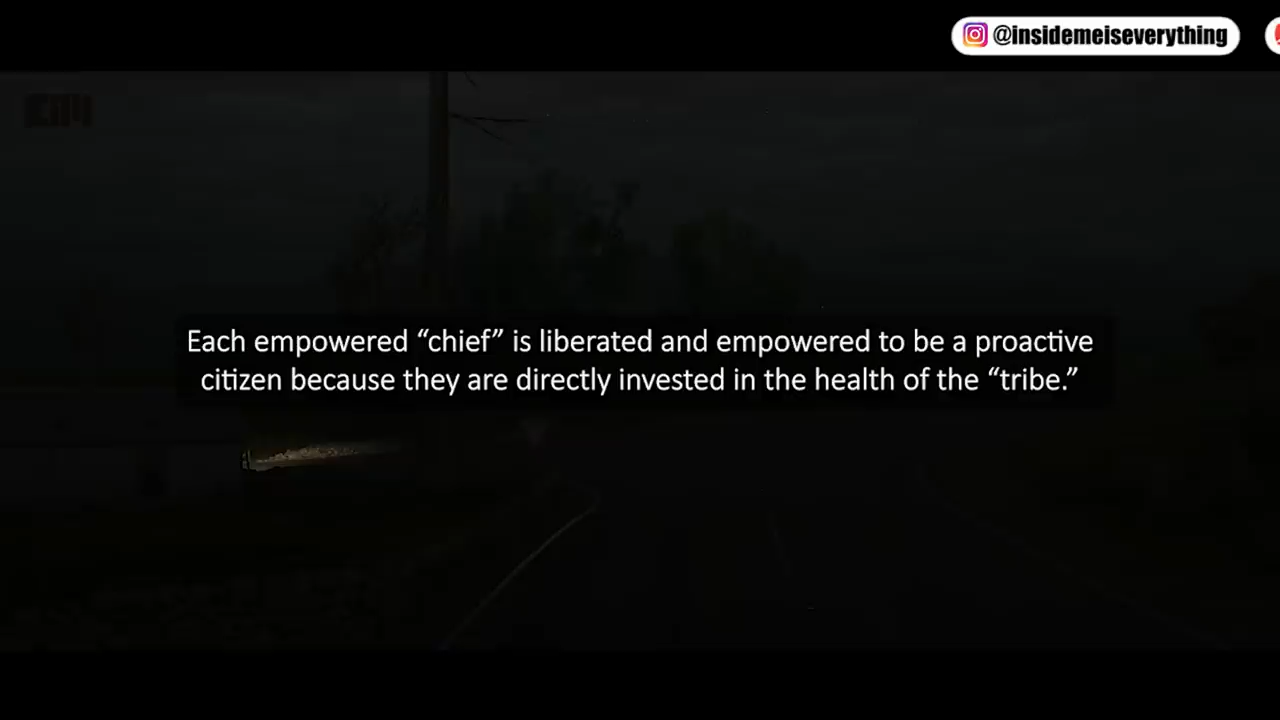 @insidemeiseverything
Each empowered “chief” is liberated and empowered to be a proactive
citizen because they are directly invested in the health of the “tribe.”